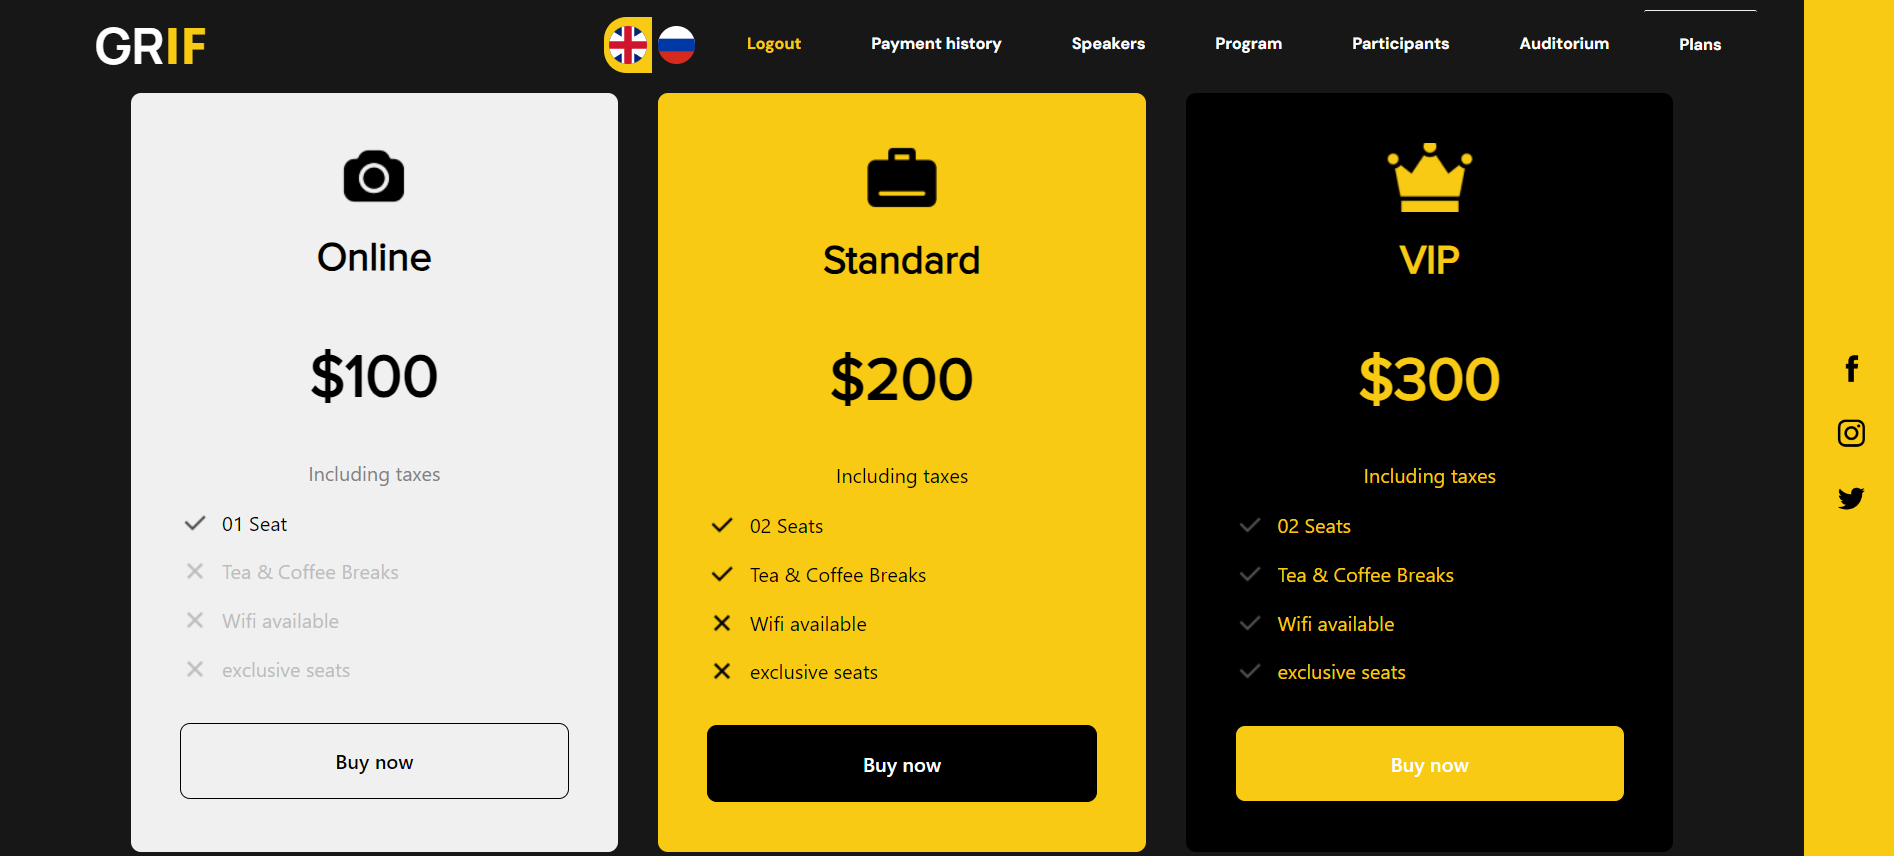 GRIF
Logout
Payment history
Speakers
Program
Participants
Auditorium
Plans
Online
$100
Including taxes
01 Seat
Tea & Coffee Breaks
Wifi available
exclusive seats
Buy now
Standard
$200
Including taxes
02 Seats
Tea & Coffee Breaks
Wifi available
exclusive seats
Buy now
VIP
$300
Including taxes
02 Seats
Tea & Coffee Breaks
Wifi available
exclusive seats
Buy now